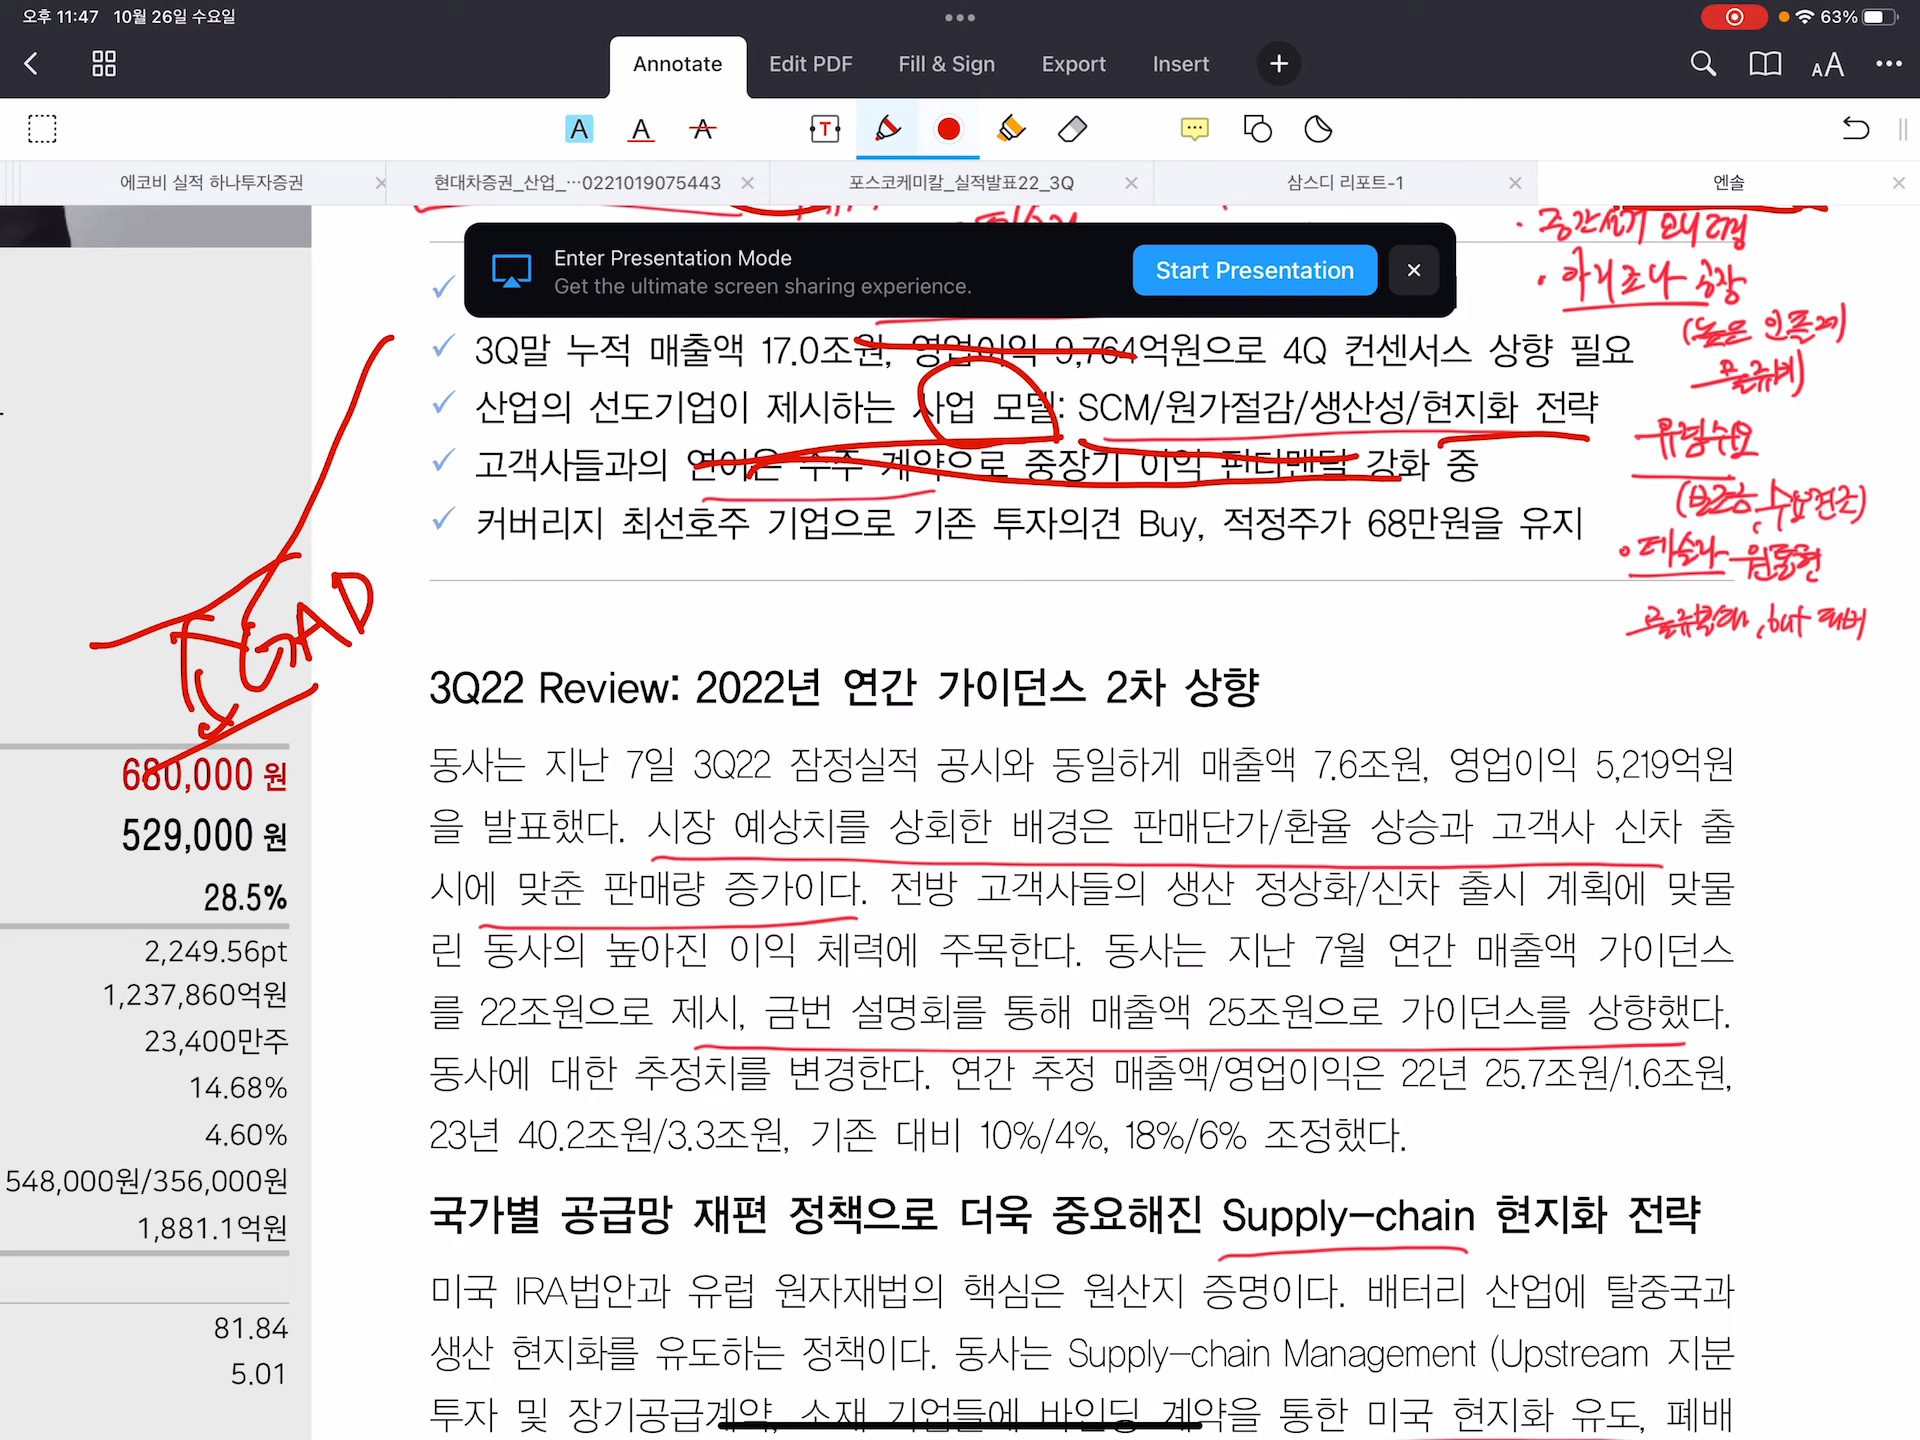 오후 11:47 10월 26일 수요일
63%
Annotate
Edit PDF
Fill & Sign
Export
Insert
에코비 실적 하나투자증권
현대차증권_산업_…0221019075443
포스코케미칼_실적발표22_3Q
삼스디 리포트-1
엔솔
Enter Presentation Mode
Get the ultimate screen sharing experience.
Start Presentation
3Q말 누적 매출액 17.0조원, 영업이익 9,764억원으로 4Q 컨센서스 상향 필요
산업의 선도기업이 제시하는 사업 모델: SCM/원가절감/생산성/현지화 전략
고객사들과의 연이은 수주 계약으로 중장기 이익 펀더멘탈 강화 중
커버리지 최선호주 기업으로 기존 투자의견 Buy, 적정주가 68만원을 유지
아리조나 공장
유럽수요
테슬라 원통형
but
GAD
680,000 원
529,000 원
28.5%
2,249.56pt
1,237,860억원
23,400만주
14.68%
4.60%
548,000원/356,000원
1,881.1억원
81.84
5.01
3Q22 Review: 2022년 연간 가이던스 2차 상향
동사는 지난 7일 3Q22 잠정실적 공시와 동일하게 매출액 7.6조원, 영업이익 5,219억원
을 발표했다. 시장 예상치를 상회한 배경은 판매단가/환율 상승과 고객사 신차 출
시에 맞춘 판매량 증가이다. 전방 고객사들의 생산 정상화/신차 출시 계획에 맞물
린 동사의 높아진 이익 체력에 주목한다. 동사는 지난 7월 연간 매출액 가이던스
를 22조원으로 제시, 금번 설명회를 통해 매출액 25조원으로 가이던스를 상향했다.
동사에 대한 추정치를 변경한다. 연간 추정 매출액/영업이익은 22년 25.7조원/1.6조원,
23년 40.2조원/3.3조원, 기존 대비 10%/4%, 18%/6% 조정했다.
국가별 공급망 재편 정책으로 더욱 중요해진 Supply-chain 현지화 전략
미국 IRA법안과 유럽 원자재법의 핵심은 원산지 증명이다. 배터리 산업에 탈중국과
생산 현지화를 유도하는 정책이다. 동사는 Supply-chain Management (Upstream 지분
투자 및 장기공급계약, 소재 기업들에 바인딩 계약을 통한 미국 현지화 유도, 폐배